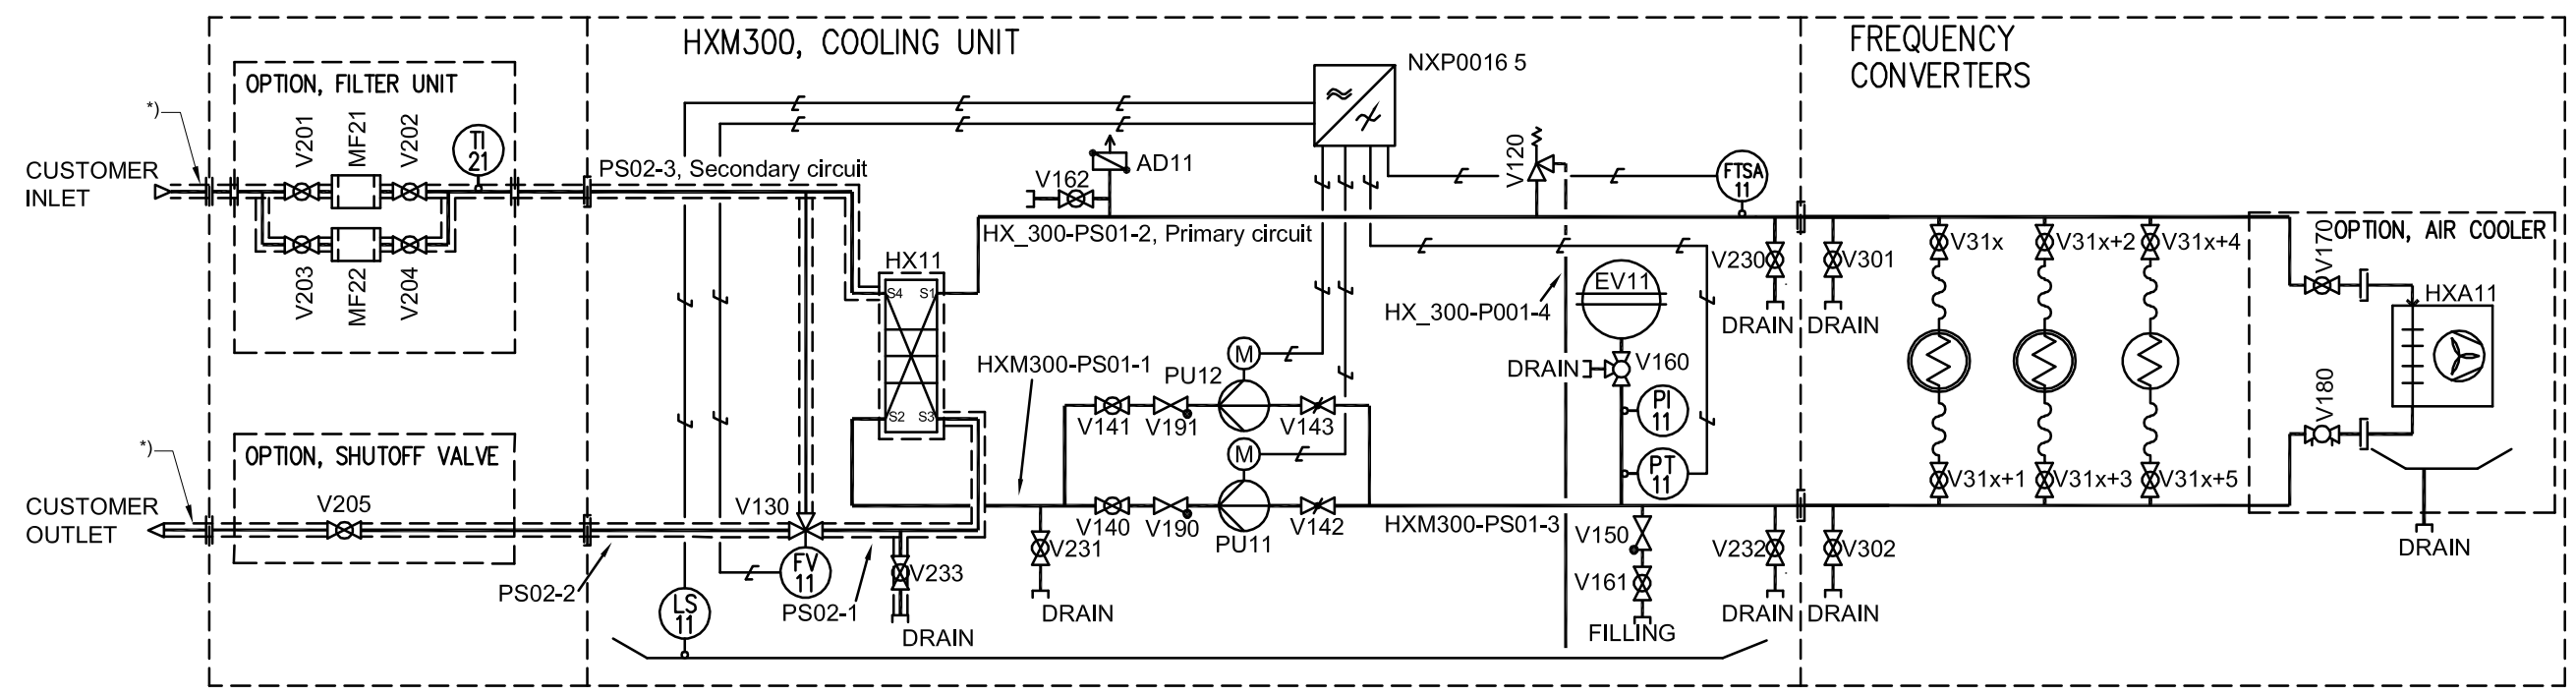 HXM300, COOLING UNIT
FREQUENCY
CONVERTERS
NXP0016 5
OPTION, FILTER UNIT
*)
V201
MF21
V202
TI
21
CUSTOMER
INLET
V203
MF22
V204
PS02-3, Secondary circuit
AD11
V162
V120
FTSA
11
HX_300-PS01-2, Primary circuit
HX11
S4
S1
S2
S3
V230
DRAIN
V301
DRAIN
V31x
V31x+2
V31x+4
V170
OPTION, AIR COOLER
HXA11
EV11
HX_300-P001-4
DRAIN
V160
PI
11
PT
11
HXM300-PS01-1
M
PU12
V141
V191
V143
M
V140
V190
PU11
V142
HXM300-PS01-3
V31x+1
V31x+3
V31x+5
V180
DRAIN
*)
OPTION, SHUTOFF VALVE
V205
CUSTOMER
OUTLET
PS02-2
V130
FV
11
PS02-1
LS
11
V233
DRAIN
V231
DRAIN
V150
V161
FILLING
V232
DRAIN
V302
DRAIN